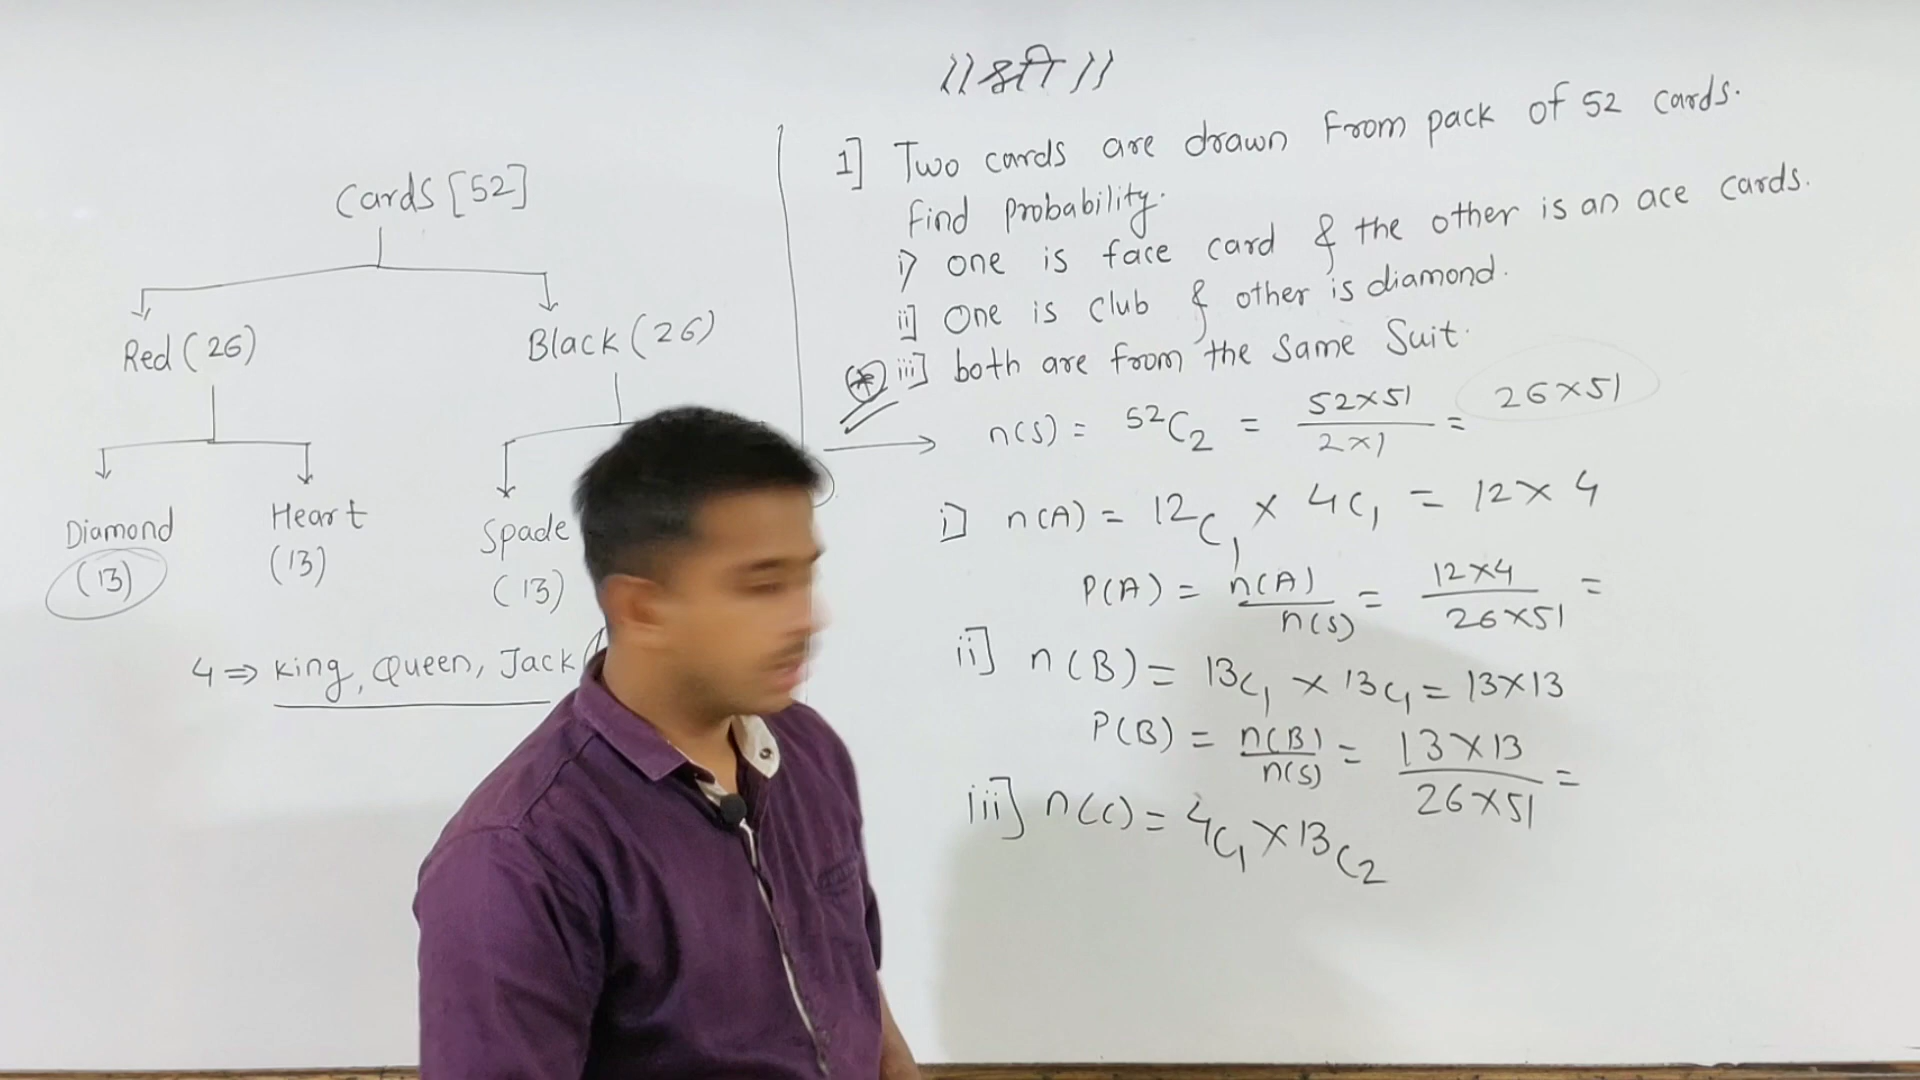 ॥ श्री ॥
Cards [52]
Red (26)
Black (26)
Diamond
(13)
Heart
(13)
Spade
(13)
4 ⇒ King, Queen, Jack
1] Two cards are drawn From pack of 52 cards.
Find probability.
i) one is face card & the other is an ace cards.
ii] One is club & other is diamond.
iii] both are from the same suit.
n(S) = 52C2 = 52×51 / 2×1 = 26×51
i] n(A) = 12C1 × 4C1 = 12×4
P(A) = n(A) / n(S) = 12×4 / 26×51 =
ii] n(B) = 13C1 × 13C1 = 13×13
P(B) = n(B) / n(S) = 13×13 / 26×51 =
iii] n(C) = 4C1 × 13C2